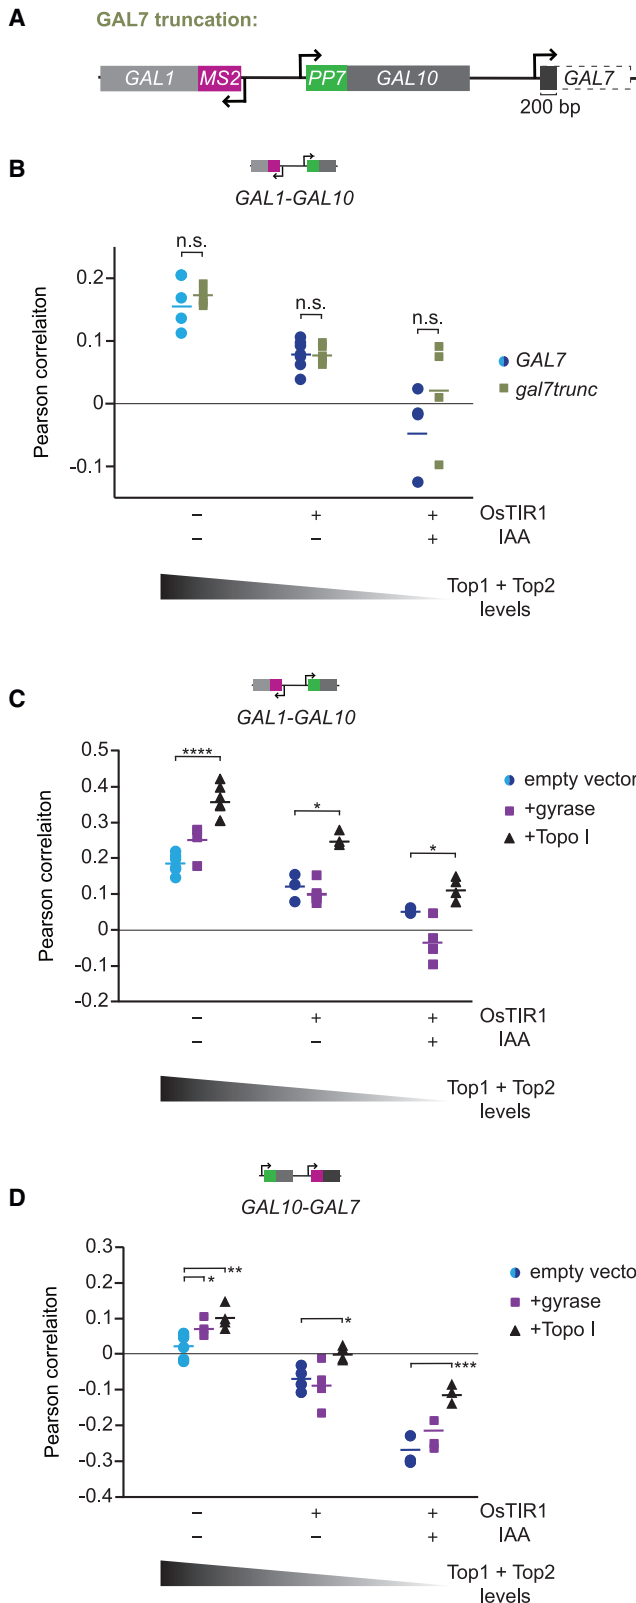 A
GAL7 truncation:
GAL1 MS2 PP7 GAL10 GAL7
200 bp
B
GAL1-GAL10
n.s.
n.s.
n.s.
0.2
0.1
0
-0.1
Pearson correlaiton
GAL7
gal7trunc
– + + OsTIR1
– – + IAA
Top1 + Top2
levels
C
GAL1-GAL10
0.5
0.4
0.3
0.2
0.1
0
-0.1
-0.2
Pearson correlaiton
****
*
*
empty vector
+gyrase
+Topo I
– + + OsTIR1
– – + IAA
Top1 + Top2
levels
D
GAL10-GAL7
0.3
0.2
0.1
0
-0.1
-0.2
-0.3
-0.4
Pearson correlaiton
**
*
*
***
empty vecto
+gyrase
+Topo I
– + + OsTIR1
– – + IAA
Top1 + Top2
levels